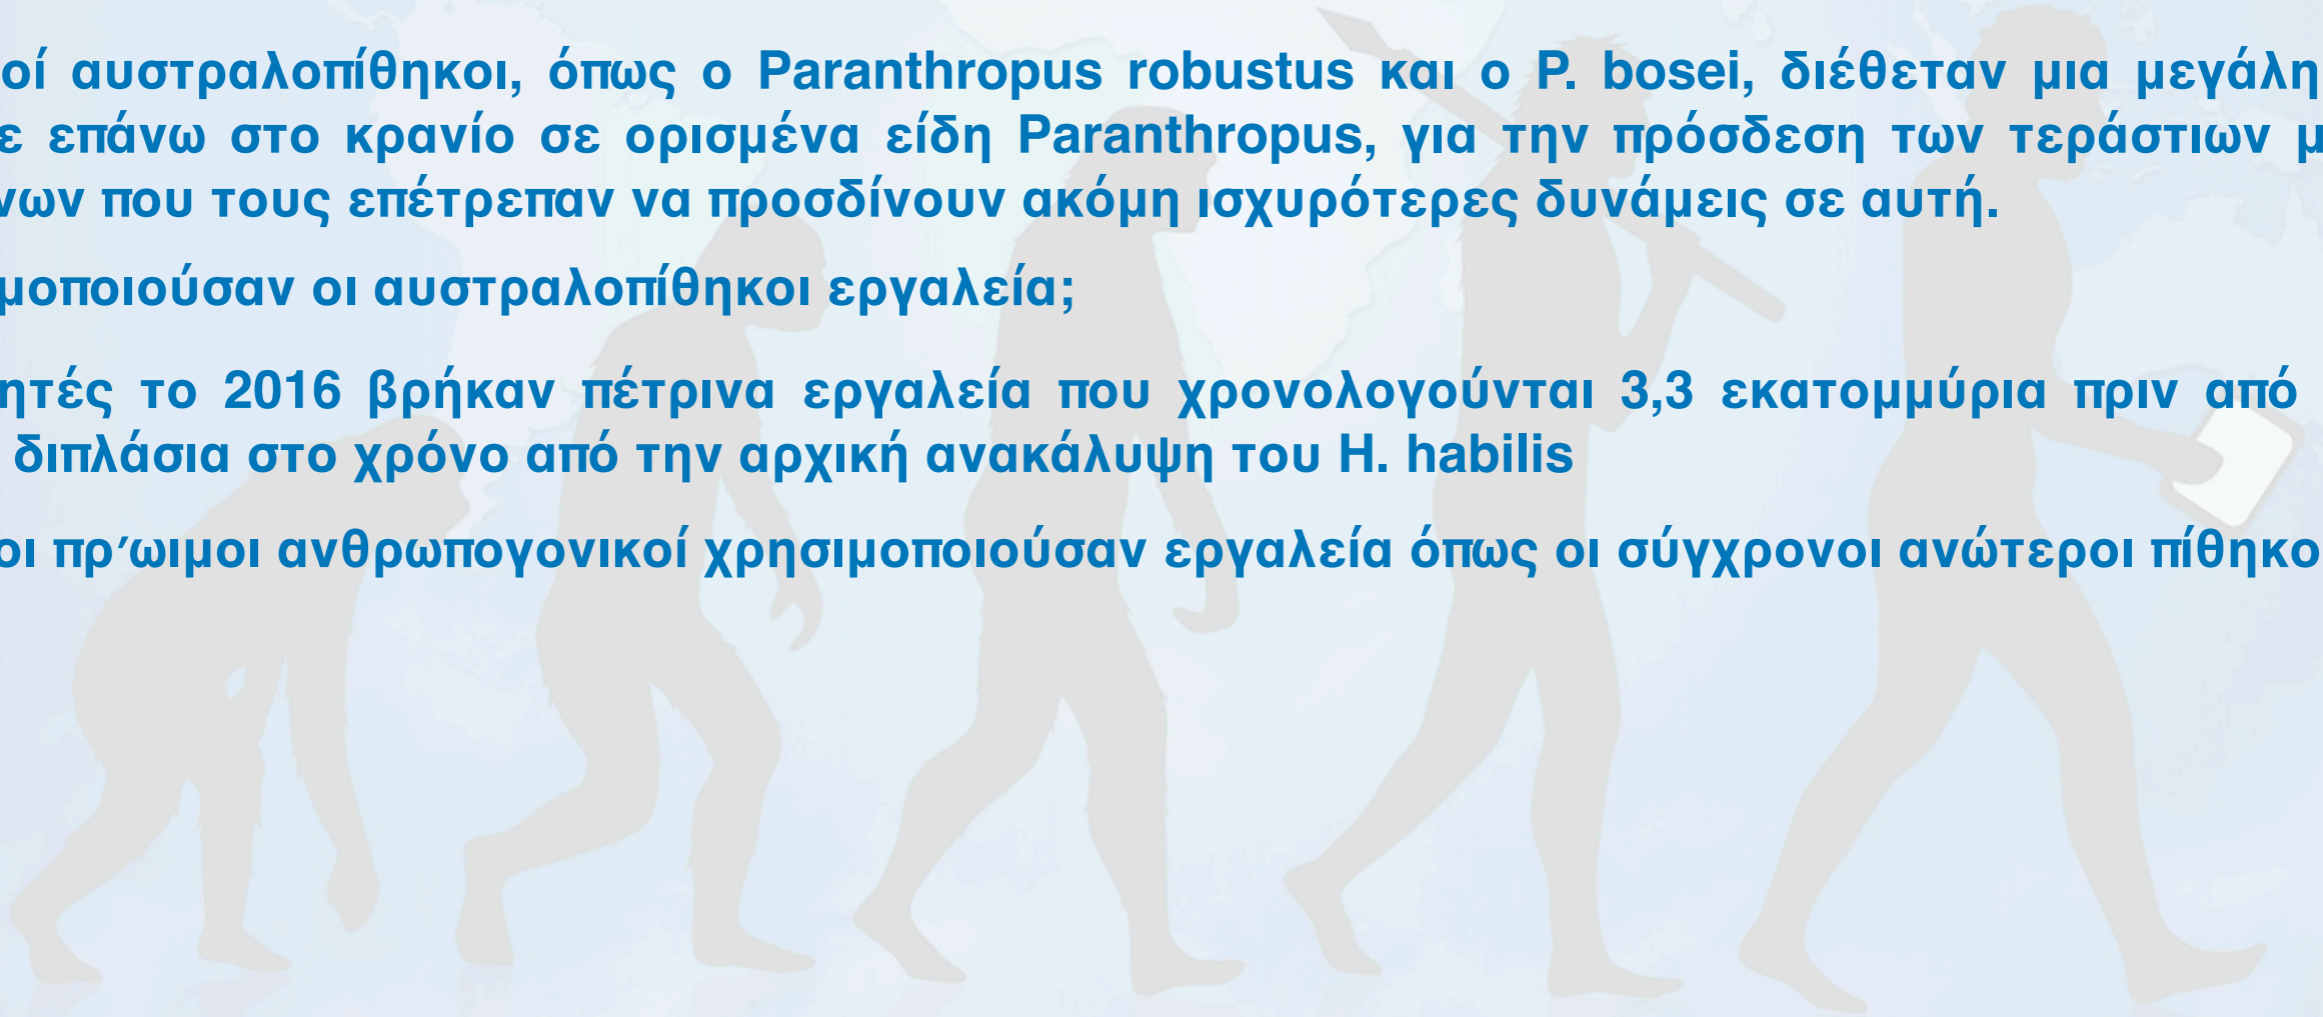 οί αυστραλοπίθηκοι, όπως ο Paranthropus robustus και ο P. bosei, διέθεταν μια μεγάλη
ε επάνω στο κρανίο σε ορισμένα είδη Paranthropus, για την πρόσδεση των τεράστιων μ
νων που τους επέτρεπαν να προσδίνουν ακόμη ισχυρότερες δυνάμεις σε αυτή.
μοποιούσαν οι αυστραλοπίθηκοι εργαλεία;
ητές το 2016 βρήκαν πέτρινα εργαλεία που χρονολογούνται 3,3 εκατομμύρια πριν από
διπλάσια στο χρόνο από την αρχική ανακάλυψη του H. habilis
οι πρ΄ωιμοι ανθρωπογονικοί χρησιμοποιούσαν εργαλεία όπως οι σύγχρονοι ανώτεροι πίθηκο